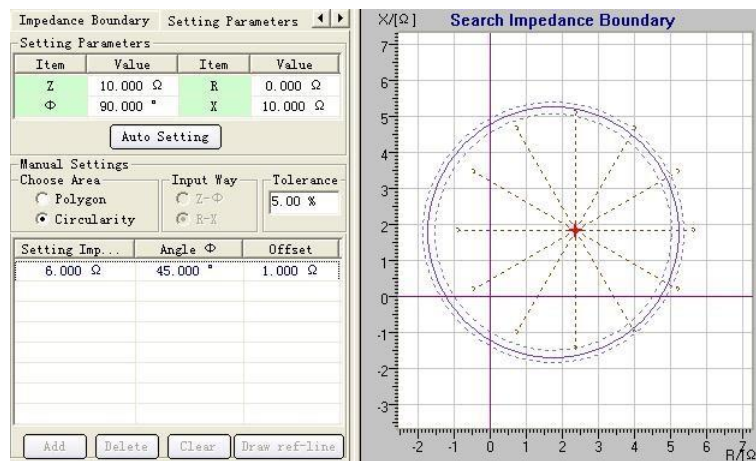 Impedance Boundary Setting Parameters
Setting Parameters
Item Value Item Value
Z 10.000 Ω R 0.000 Ω
Φ 90.000 ° X 10.000 Ω
Auto Setting
Manual Settings
Choose Area Input Way Tolerance
Polygon Z-Φ 5.00 %
Circularity R-X
Setting Imp... Angle Φ Offset
6.000 Ω 45.000 ° 1.000 Ω
Add Delete Clear Draw ref-line
X/[Ω] Search Impedance Boundary
7
6
5
4
3
2
1
0
-1
-2
-3
-2 -1 0 1 2 3 4 5 6 7